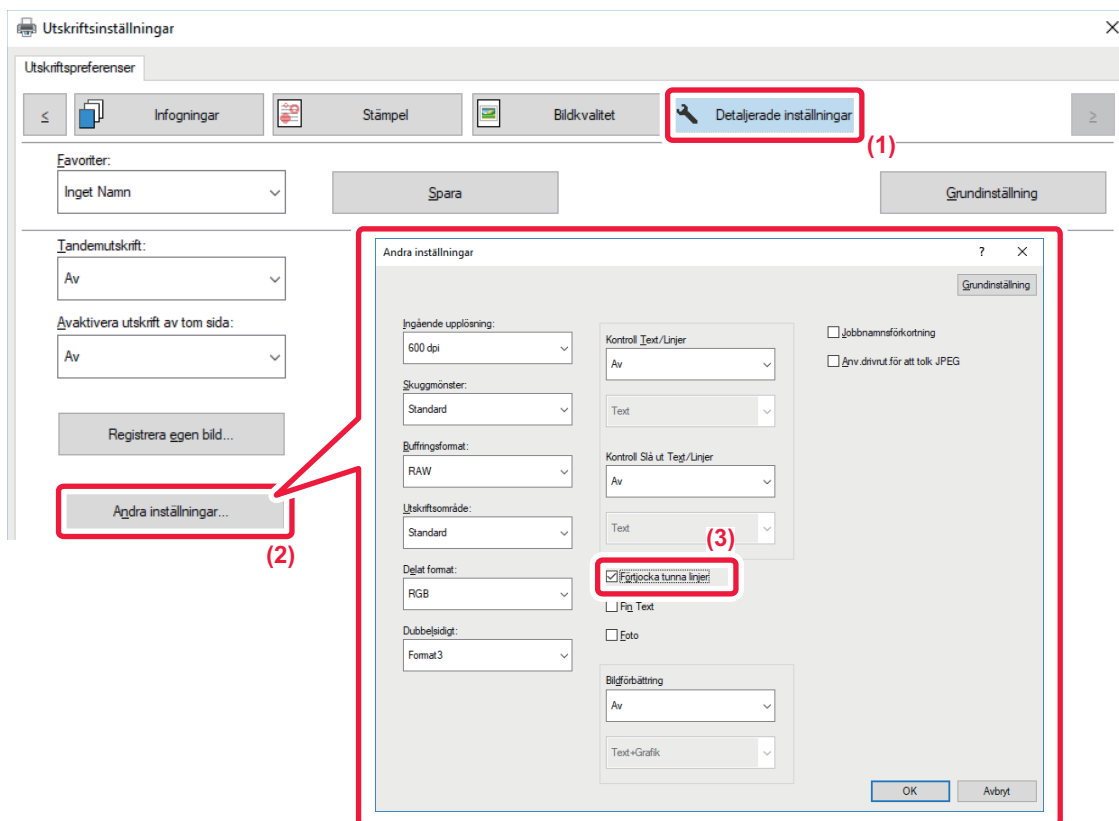 Utskriftsinställningar
Utskriftspreferenser
< Infogningar Stämpel Bildkvalitet Detaljerade inställningar >
(1)
Favoriter:
Inget Namn Spara Grundinställning
Tandemutskrift:
Av
Avaktivera utskrift av tom sida:
Av
Registrera egen bild...
Andra inställningar...
(2)
Andra inställningar ?
Grundinställning
Ingående upplösning:
600 dpi
Skuggmönster:
Standard
Buffringsformat:
RAW
Utskriftsområde:
Standard
Delat format:
RGB
Dubbelsidigt:
Format3
Kontroll Text/Linjer
Av
Text
Kontroll Slå ut Text/Linjer
Av
Text
(3)
Förtjocka tunna linjer
Fin Text
Foto
Bildförbättring
Av
Text+Grafik
Jobbnamnsförkortning
Anv.drivrut.för att tolk JPEG
OK Avbryt